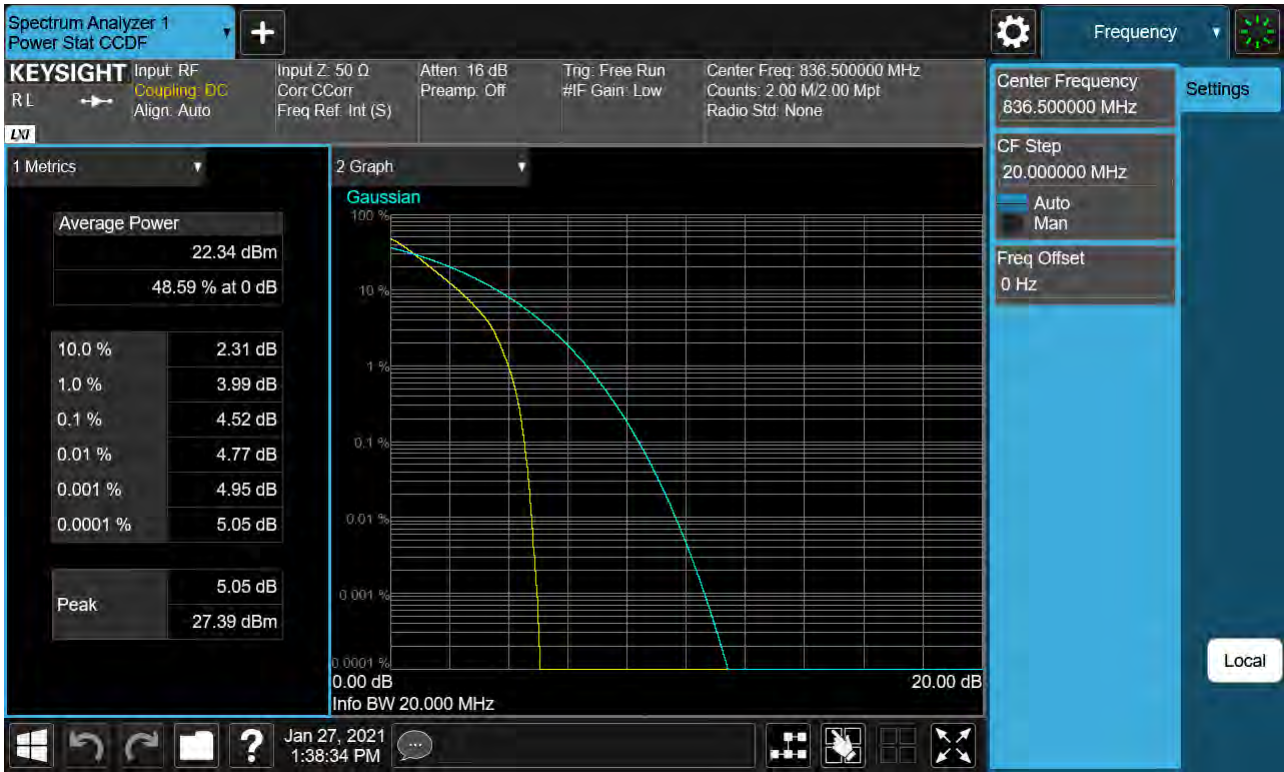 Spectrum Analyzer 1
Power Stat CCDF
+
Frequency
KEYSIGHT
R L
LXI
Input: RF
Coupling: DC
Align: Auto
Input Z: 50 Ω
Corr CCorr
Freq Ref: Int (S)
Atten: 16 dB
Preamp: Off
Trig: Free Run
#IF Gain: Low
Center Freq: 836.500000 MHz
Counts: 2.00 M/2.00 Mpt
Radio Std: None
Center Frequency
836.500000 MHz
Settings
CF Step
20.000000 MHz
Auto
Man
Freq Offset
0 Hz
1 Metrics
Average Power
22.34 dBm
48.59 % at 0 dB
10.0 % 2.31 dB
1.0 % 3.99 dB
0.1 % 4.52 dB
0.01 % 4.77 dB
0.001 % 4.95 dB
0.0001 % 5.05 dB
Peak
5.05 dB
27.39 dBm
2 Graph
Gaussian
100 %
10 %
1 %
0.1 %
0.01 %
0.001 %
0.0001 %
0.00 dB 20.00 dB
Info BW 20.000 MHz
Local
?
Jan 27, 2021
1:38:34 PM